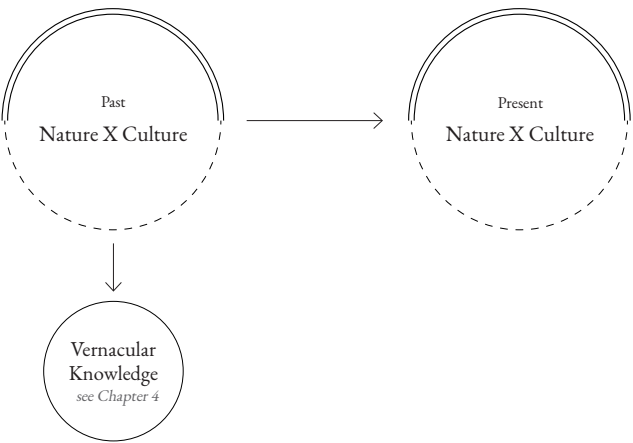 Past
Nature X Culture
Present
Nature X Culture
Vernacular
Knowledge
see Chapter 4